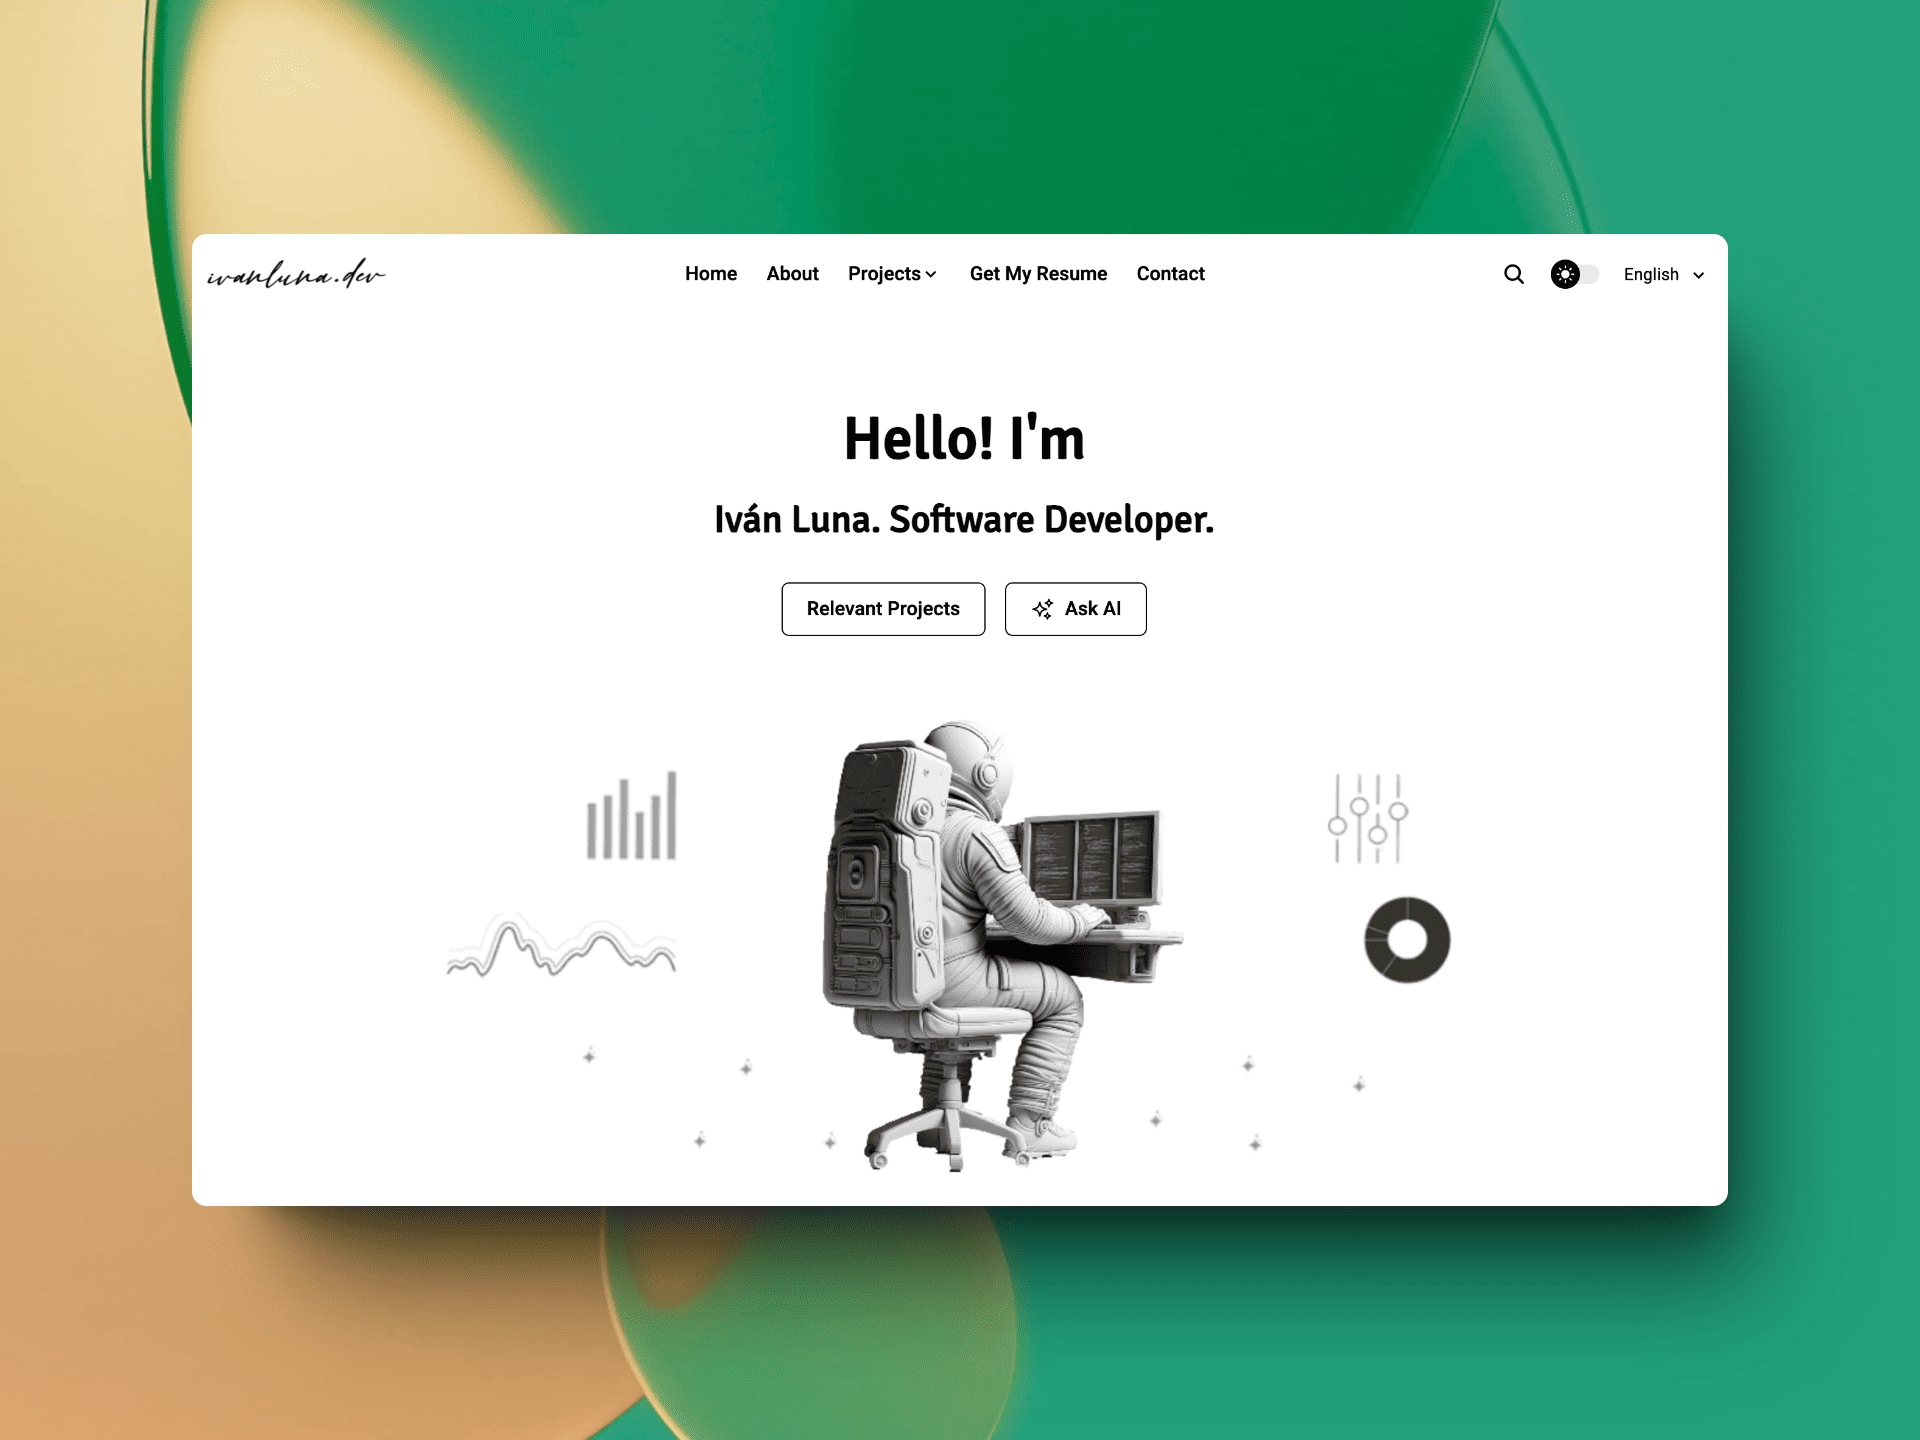 ivanluna.dev
Home About Projects Get My Resume Contact
English
Hello! I'm
Iván Luna. Software Developer.
Relevant Projects
Ask AI